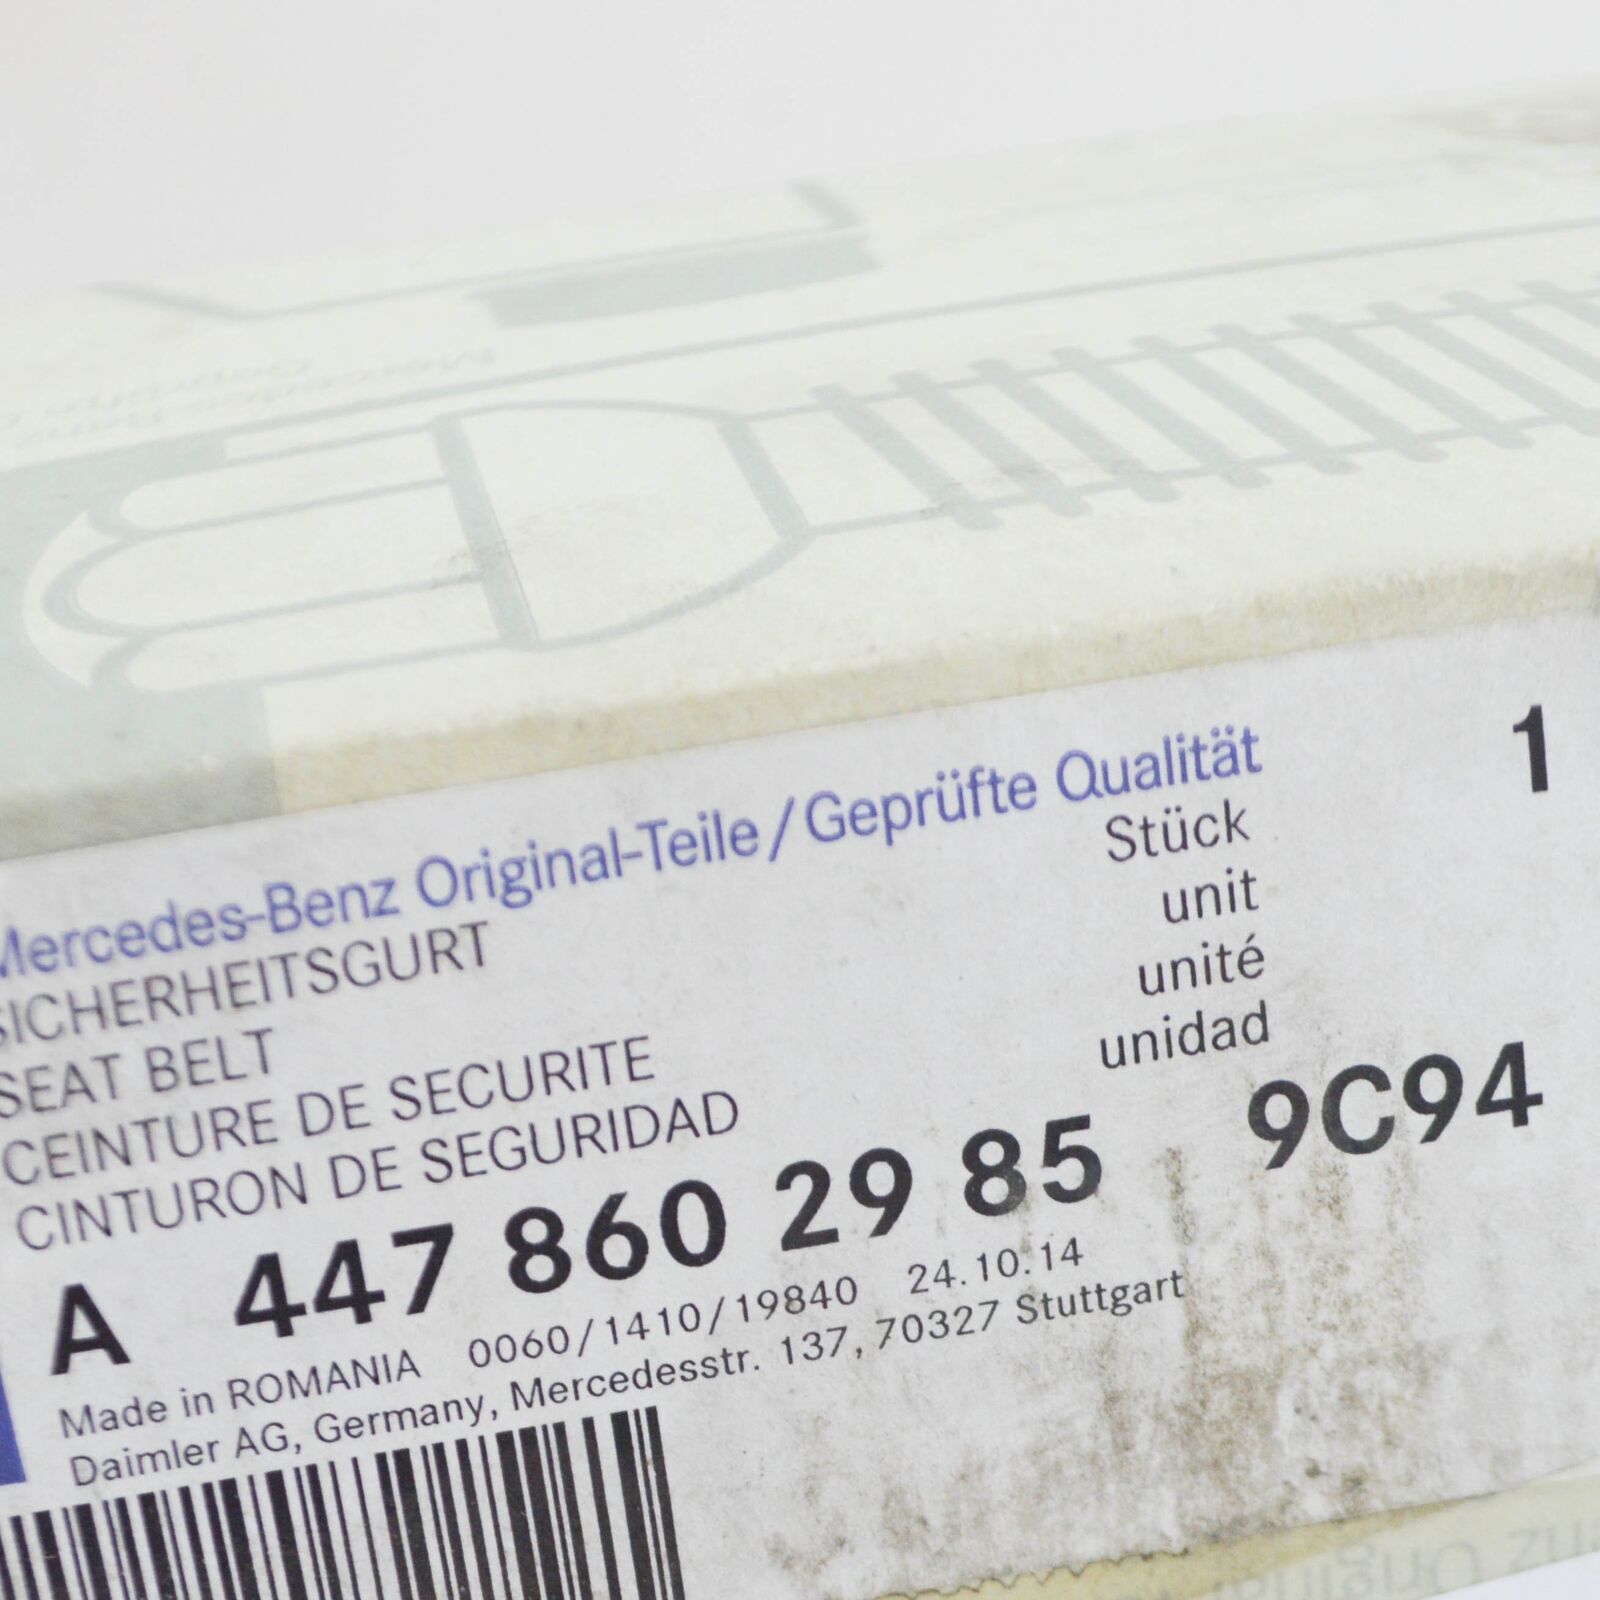 Mercedes-Benz Original-Teile/Geprüfte Qualität
SICHERHEITSGURT
SEAT BELT
CEINTURE DE SECURITE
CINTURON DE SEGURIDAD
Stück 1
unit
unité
unidad
A 447 860 29 85 9C94
Made in ROMANIA 0060/1410/19840 24.10.14
Daimler AG, Germany, Mercedesstr. 137, 70327 Stuttgart